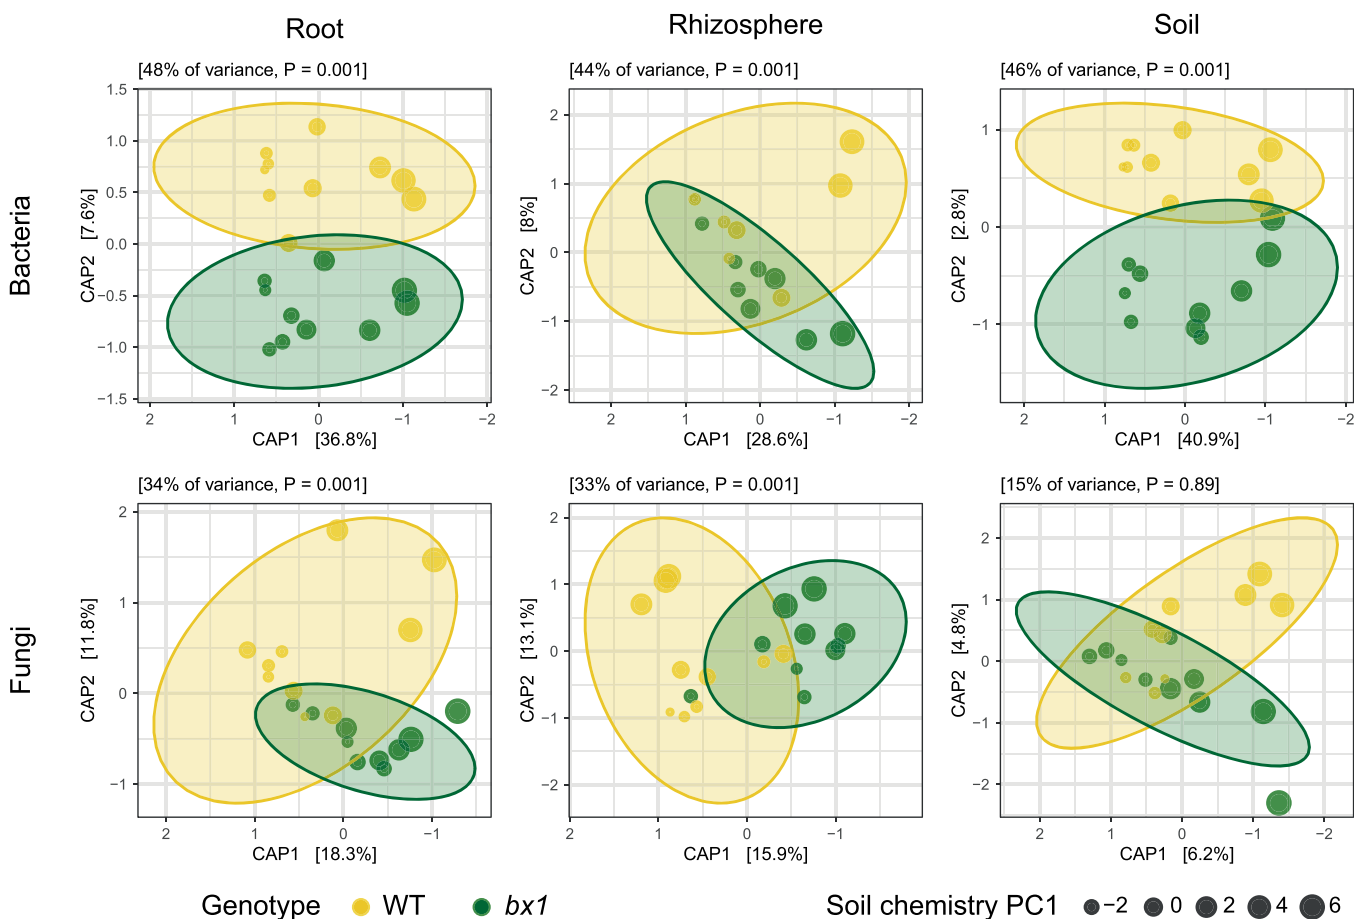 Root
Rhizosphere
Soil
Bacteria
[48% of variance, P = 0.001]
1.5
1.0
0.5
0.0
−0.5
−1.0
−1.5
CAP2 [7.6%]
2 1 0 −1 −2
CAP1 [36.8%]
[44% of variance, P = 0.001]
2
1
0
−1
−2
CAP2 [8%]
2 1 0 −1 −2
CAP1 [28.6%]
[46% of variance, P = 0.001]
1
0
−1
CAP2 [2.8%]
2 1 0 −1 −2
CAP1 [40.9%]
Fungi
[34% of variance, P = 0.001]
2
1
0
−1
CAP2 [11.8%]
2 1 0 −1
CAP1 [18.3%]
[33% of variance, P = 0.001]
2
1
0
−1
−2
CAP2 [13.1%]
2 1 0 −1
CAP1 [15.9%]
[15% of variance, P = 0.89]
2
1
0
−1
−2
CAP2 [4.8%]
2 1 0 −1 −2
CAP1 [6.2%]
Genotype WT bx1
Soil chemistry PC1 −2 0 2 4 6